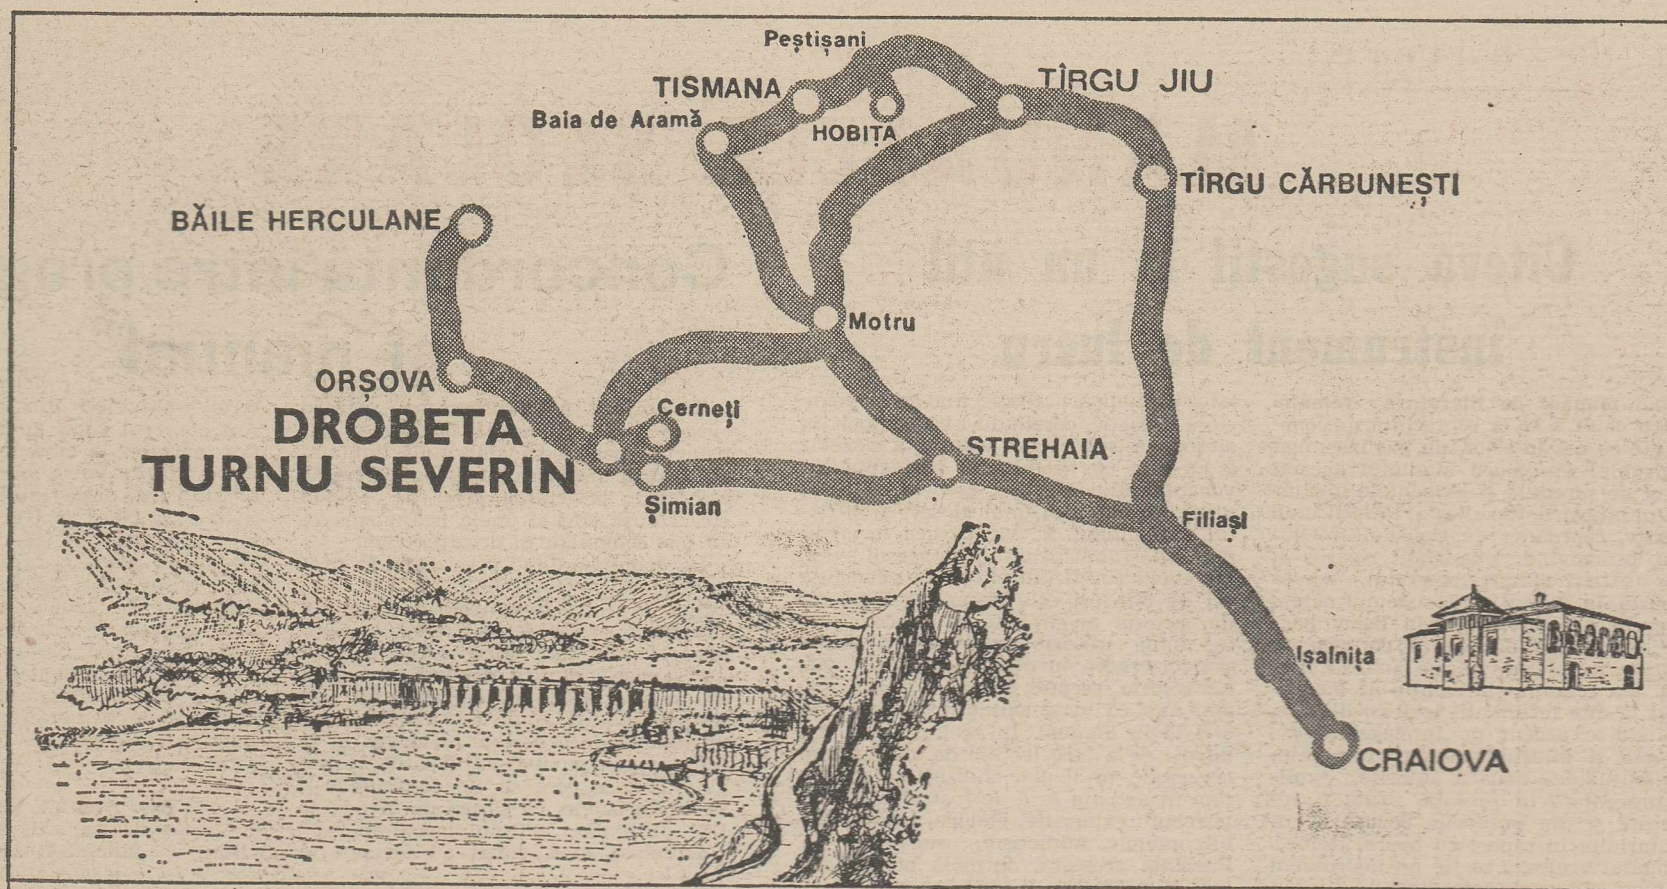 Peștișani
TISMANA
TÎRGU JIU
Baia de Aramă
HOBIȚA
TÎRGU CĂRBUNEȘTI
BĂILE HERCULANE
Motru
ORȘOVA
Cerneți
DROBETA
TURNU SEVERIN
STREHAIA
Șimian
Filiași
Ișalnița
CRAIOVA